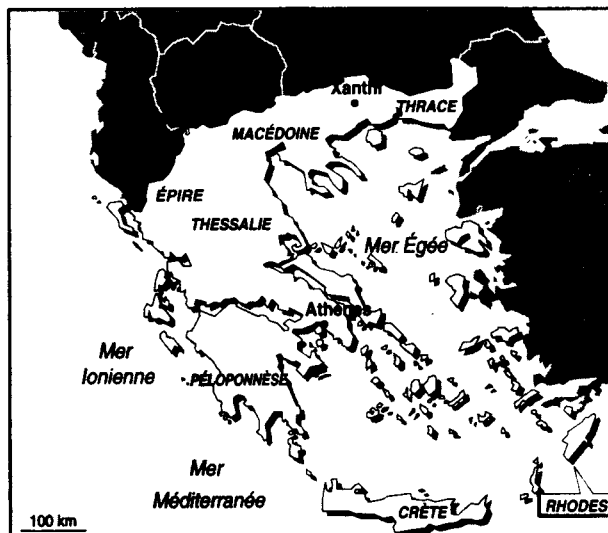 Xanthi
THRACE
MACÉDOINE
ÉPIRE
THESSALIE
Mer Égée
Athènes
Mer
Ionienne
PÉLOPONNÈSE
Mer
Méditerranée
CRÈTE
RHODES
100 km